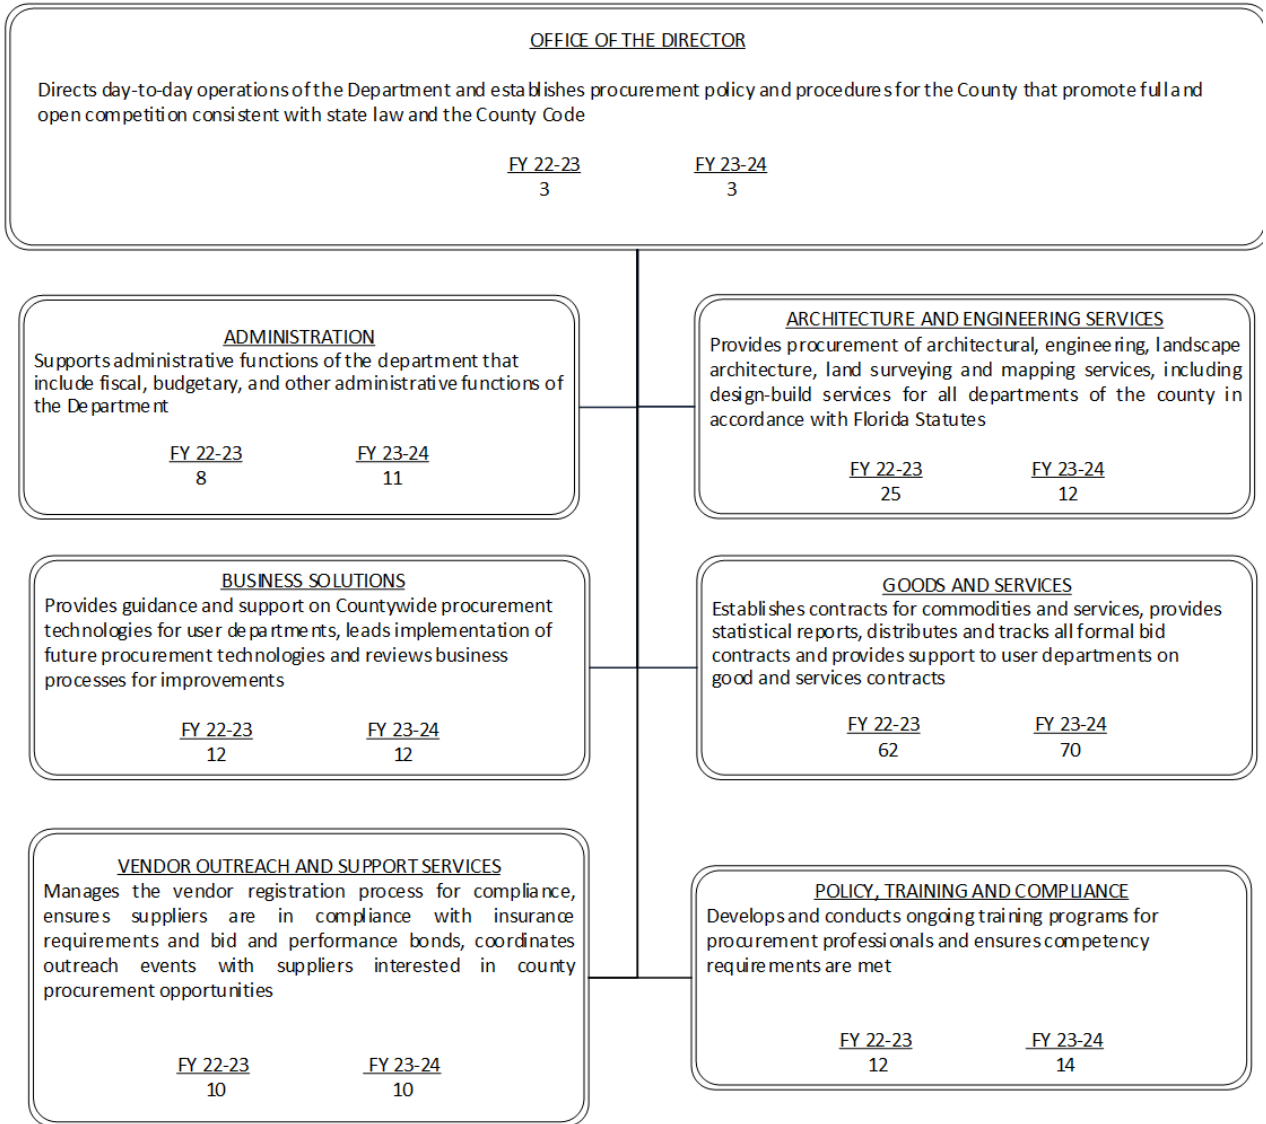 OFFICE OF THE DIRECTOR
Directs day-to-day operations of the Department and establishes procurement policy and procedures for the County that promote full and
open competition consistent with state law and the County Code
FY 22-23 FY 23-24
3 3
ADMINISTRATION
Supports administrative functions of the department that
include fiscal, budgetary, and other administrative functions of
the Department
FY 22-23 FY 23-24
8 11
ARCHITECTURE AND ENGINEERING SERVICES
Provides procurement of architectural, engineering, landscape
architecture, land surveying and mapping services, including
design-build services for all departments of the county in
accordance with Florida Statutes
FY 22-23 FY 23-24
25 12
BUSINESS SOLUTIONS
Provides guidance and support on Countywide procurement
technologies for user departments, leads implementation of
future procurement technologies and reviews business
processes for improvements
FY 22-23 FY 23-24
12 12
GOODS AND SERVICES
Establishes contracts for commodities and services, provides
statistical reports, distributes and tracks all formal bid
contracts and provides support to user departments on
good and services contracts
FY 22-23 FY 23-24
62 70
VENDOR OUTREACH AND SUPPORT SERVICES
Manages the vendor registration process for compliance,
ensures suppliers are in compliance with insurance
requirements and bid and performance bonds, coordinates
outreach events with suppliers interested in county
procurement opportunities
FY 22-23 FY 23-24
10 10
POLICY, TRAINING AND COMPLIANCE
Develops and conducts ongoing training programs for
procurement professionals and ensures competency
requirements are met
FY 22-23 FY 23-24
12 14